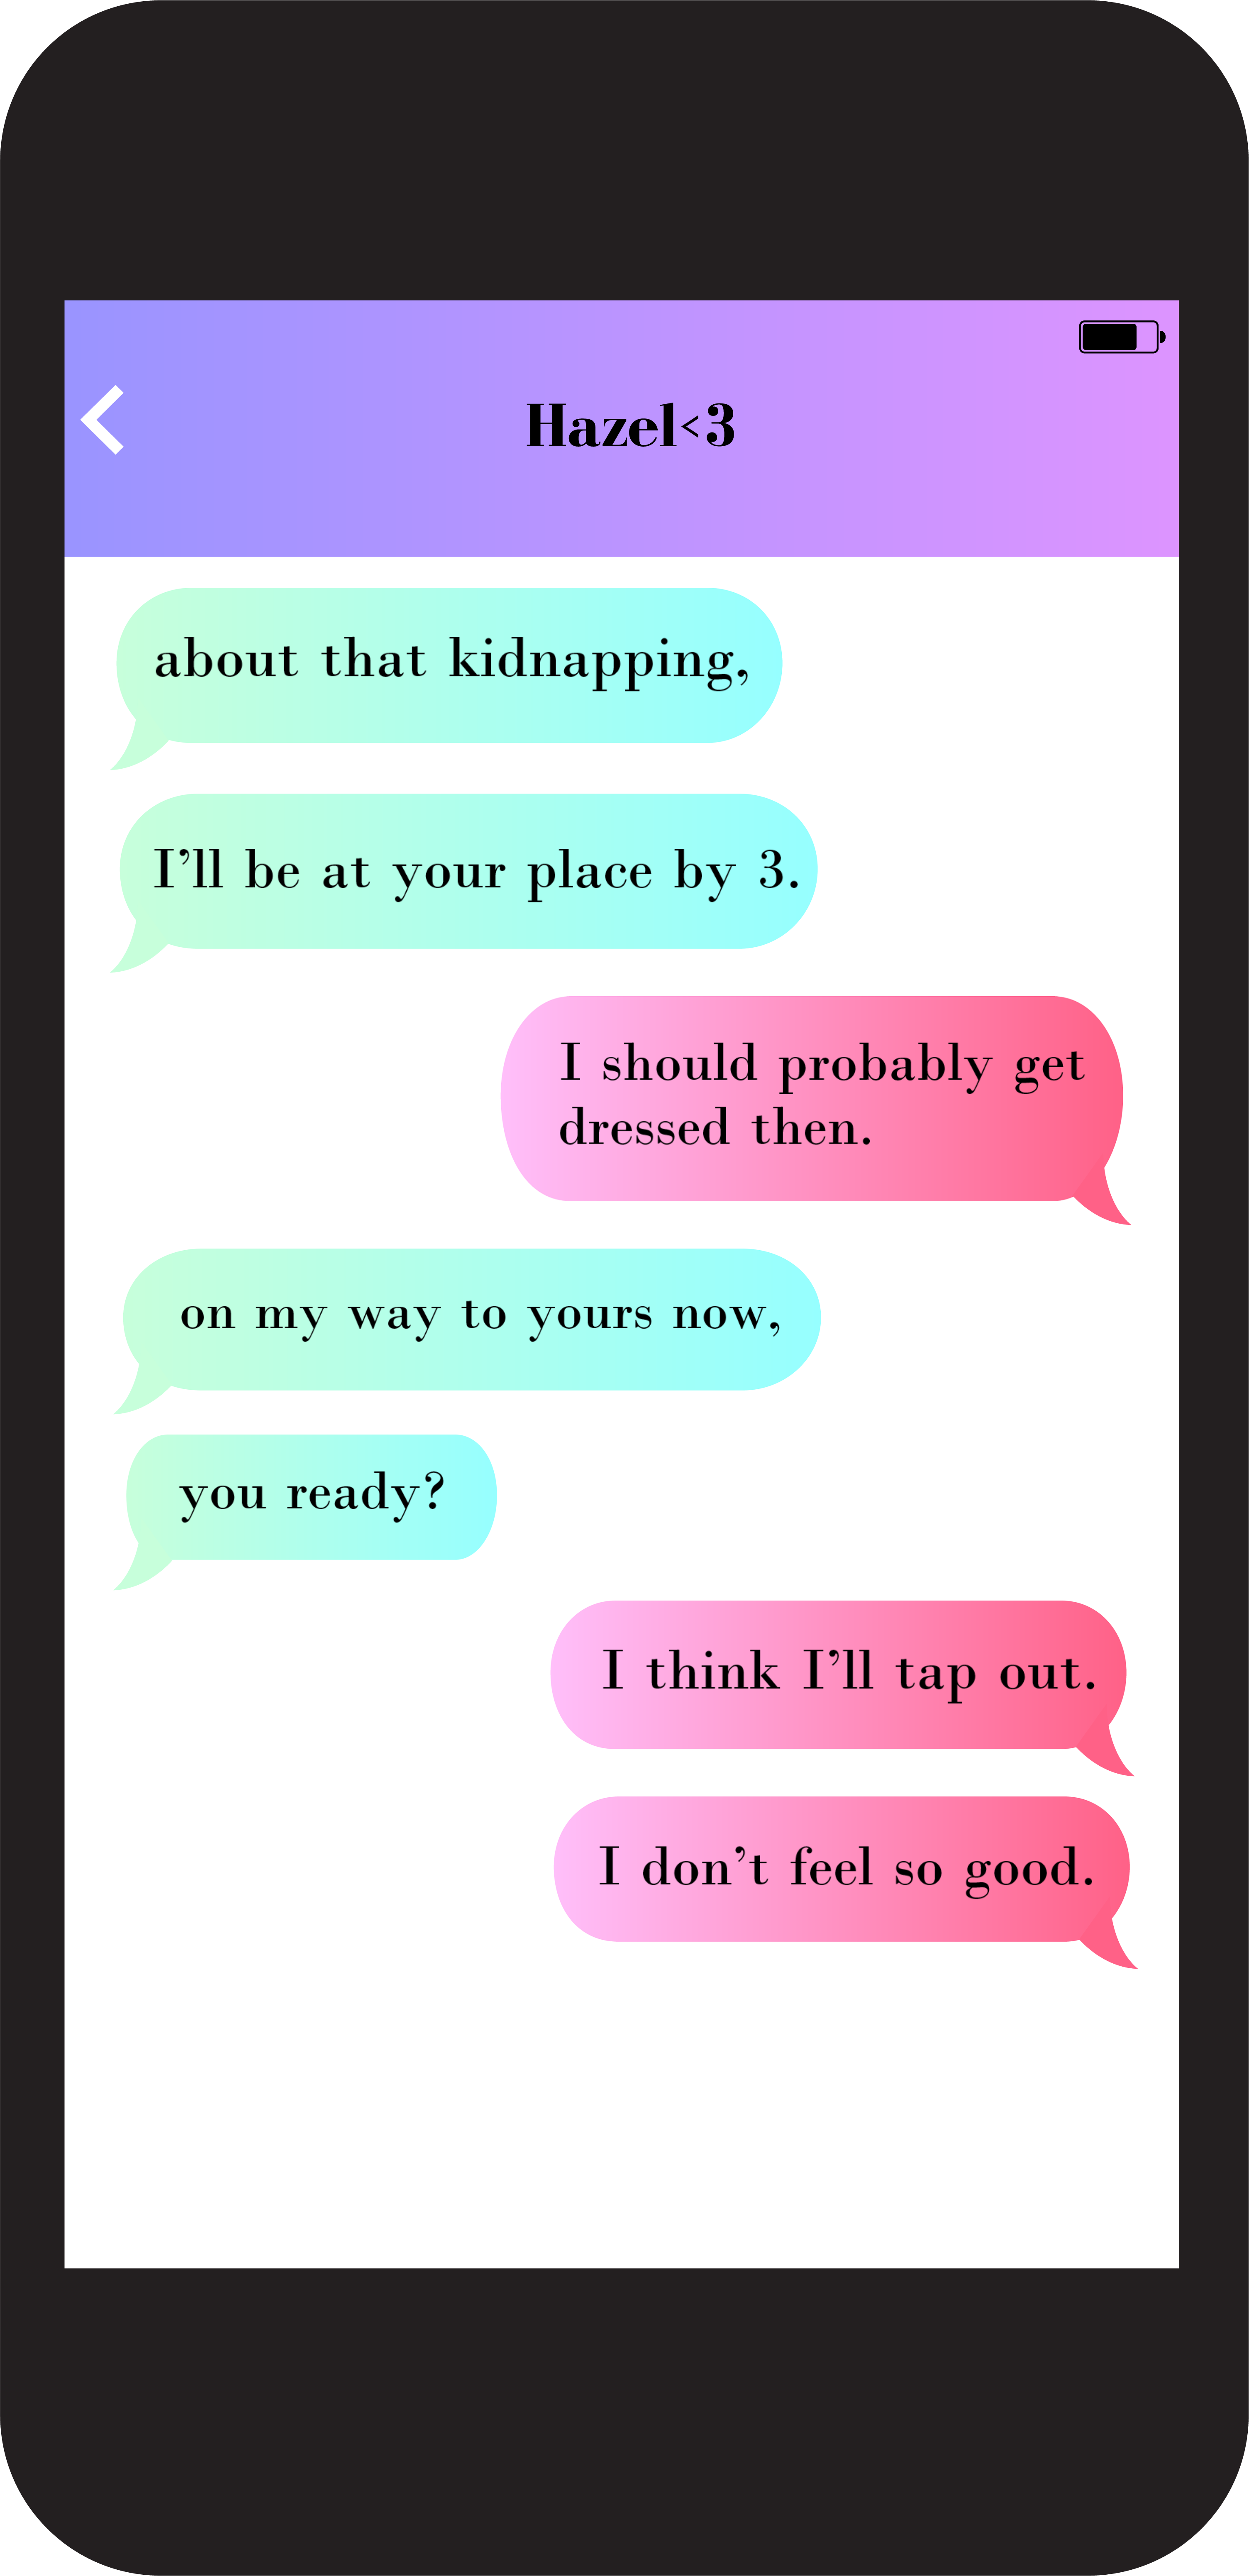 Hazel<3
about that kidnapping,
I’ll be at your place by 3.
I should probably get
dressed then.
on my way to yours now,
you ready?
I think I’ll tap out.
I don’t feel so good.